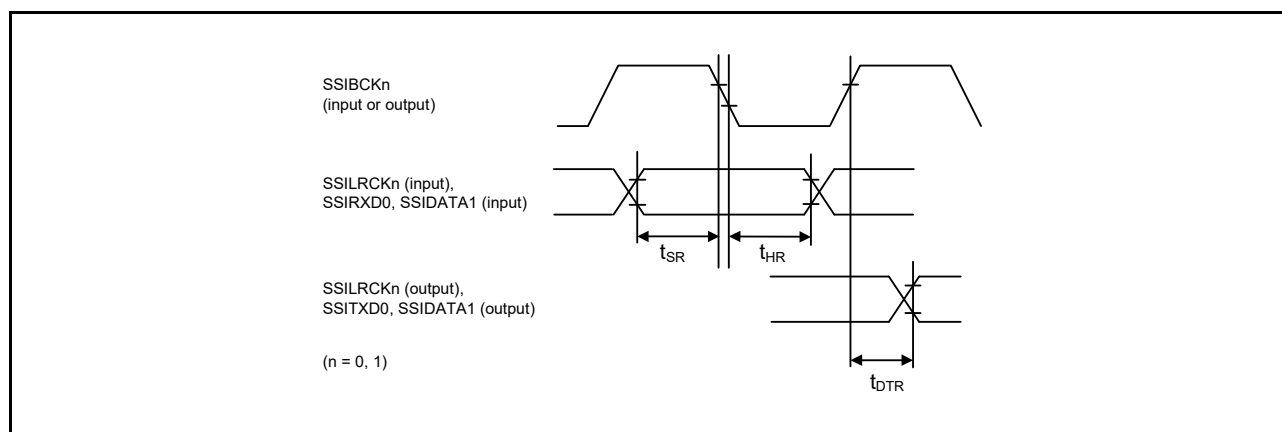 SSIBCKn
(input or output)
SSILRCKn (input),
SSIRXD0, SSIDATA1 (input)
tSR
tHR
SSILRCKn (output),
SSITXD0, SSIDATA1 (output)
(n = 0, 1)
tDTR